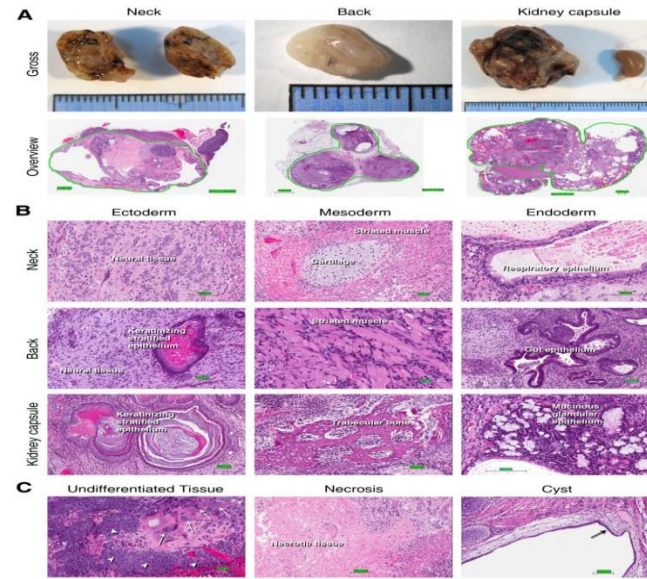 A
Neck
Back
Kidney capsule
Gross
Overview
B
Ectoderm
Mesoderm
Endoderm
Neck
Neural tissue
Striated muscle
Cartilage
Respiratory epithelium
Back
Keratinizing
stratified
epithelium
Neural tissue
Striated muscle
Gut epithelium
Kidney capsule
Keratinizing
stratified
epithelium
Trabecular bone
Mucinous
glandular
epithelium
C
Undifferentiated Tissue
Necrosis
Cyst
Necrotic tissue